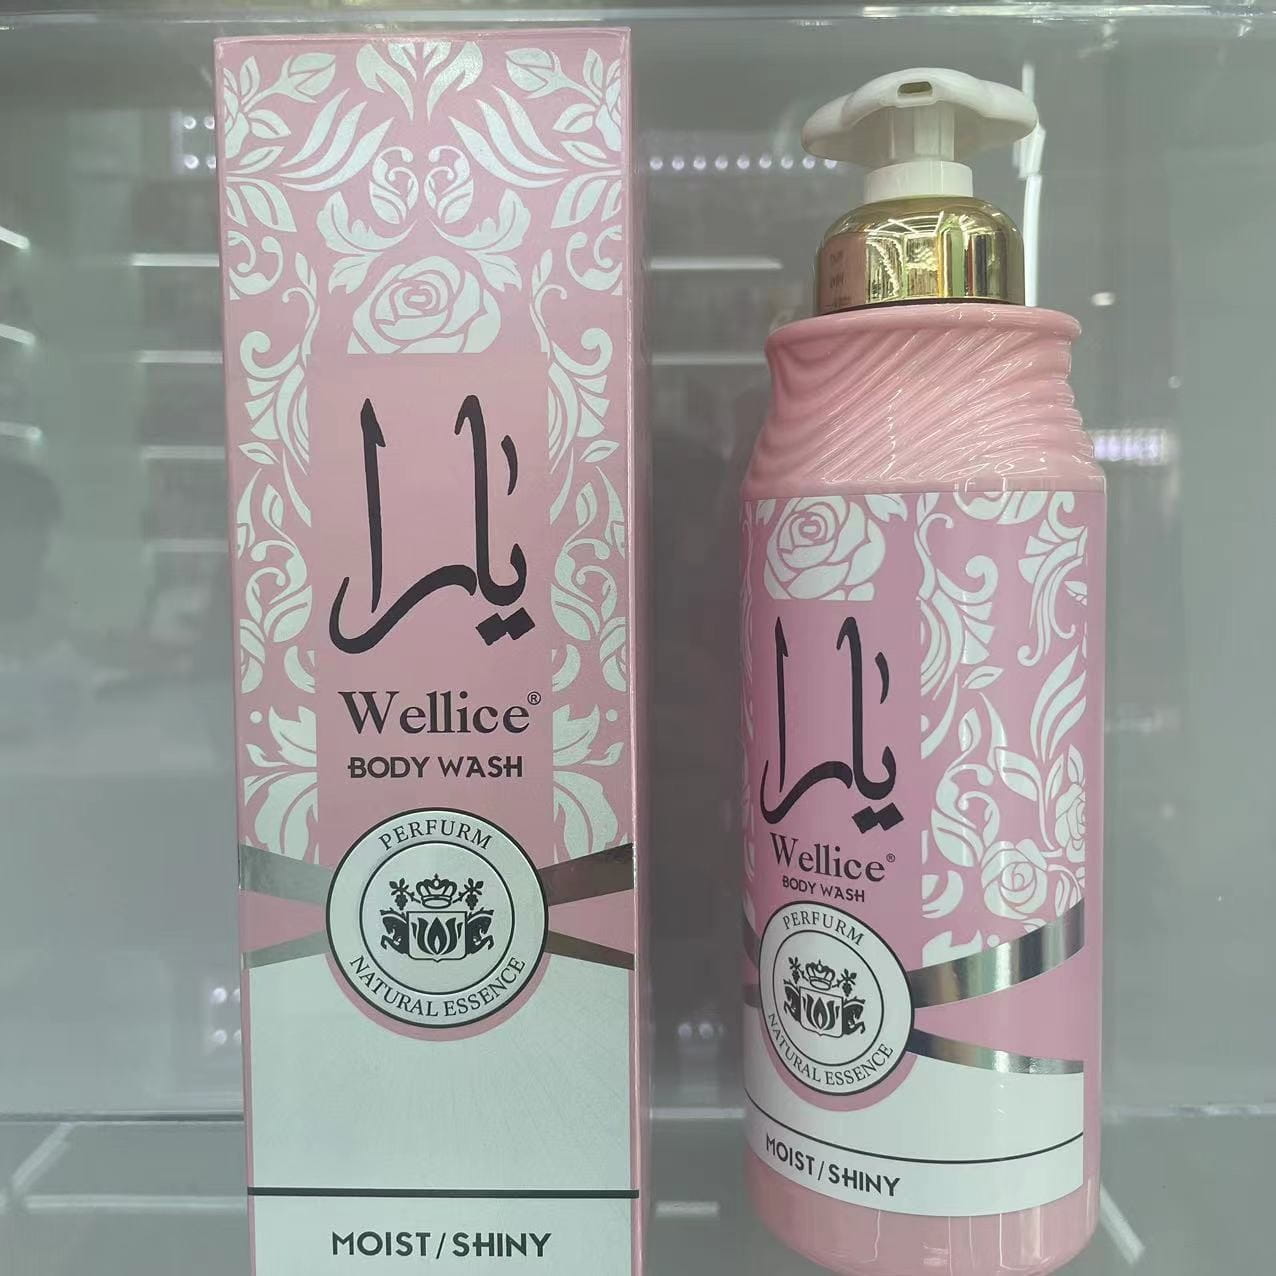 يارا
Wellice®
BODY WASH
PERFURM
NATURAL ESSENCE
MOIST/SHINY
يارا
Wellice®
BODY WASH
PERFURM
NATURAL ESSENCE
MOIST/SHINY